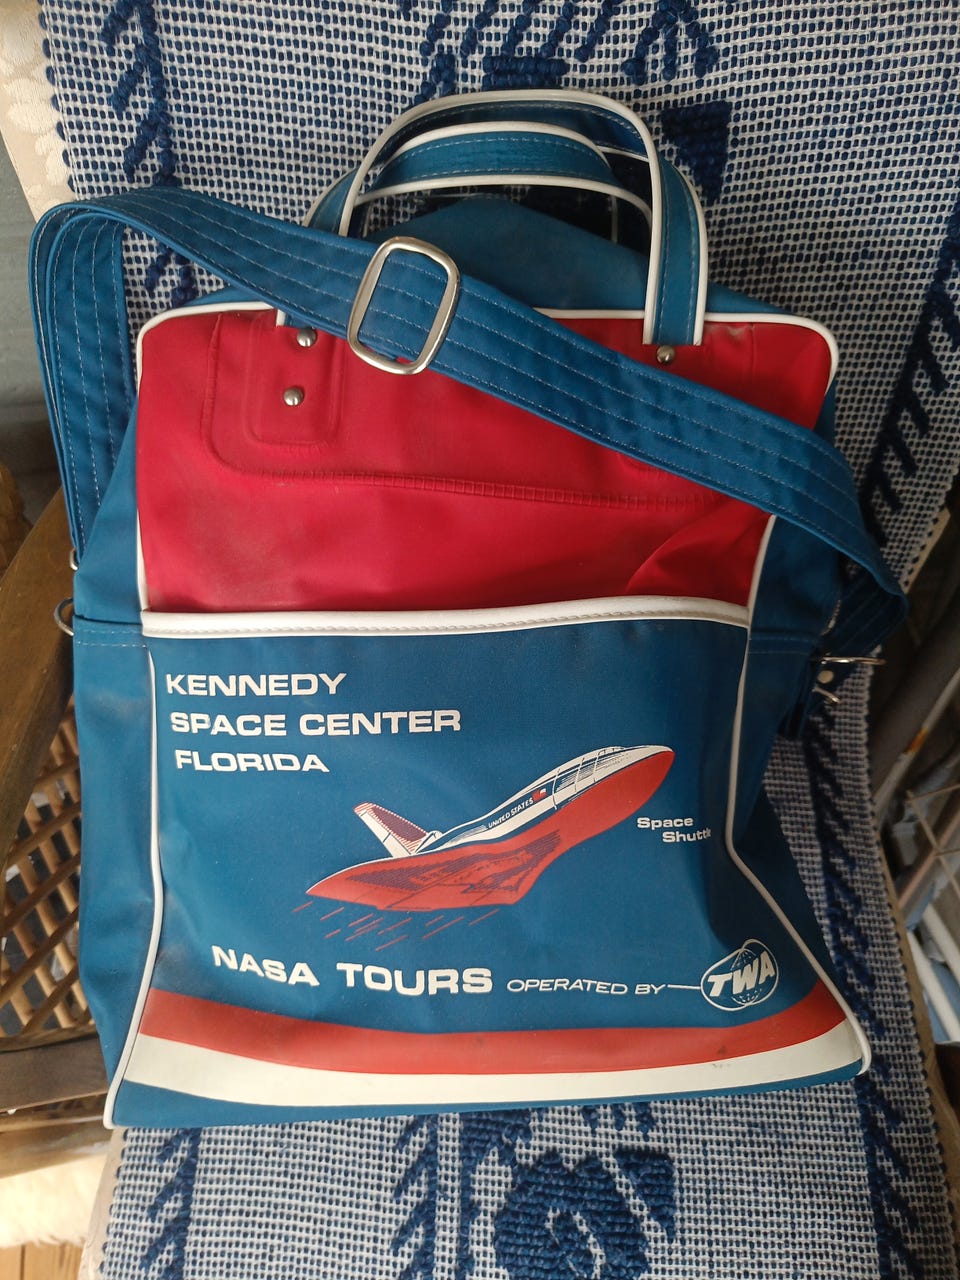 KENNEDY
SPACE CENTER
FLORIDA
UNITED STATES
Space
Shuttle
NASA TOURS OPERATED BY TWA